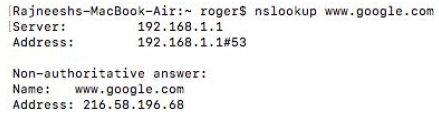 [Rajneeshs-MacBook-Air:~ roger$ nslookup www.google.com
[Server:         192.168.1.1
Address:        192.168.1.1#53

Non-authoritative answer:
Name:   www.google.com
Address: 216.58.196.68